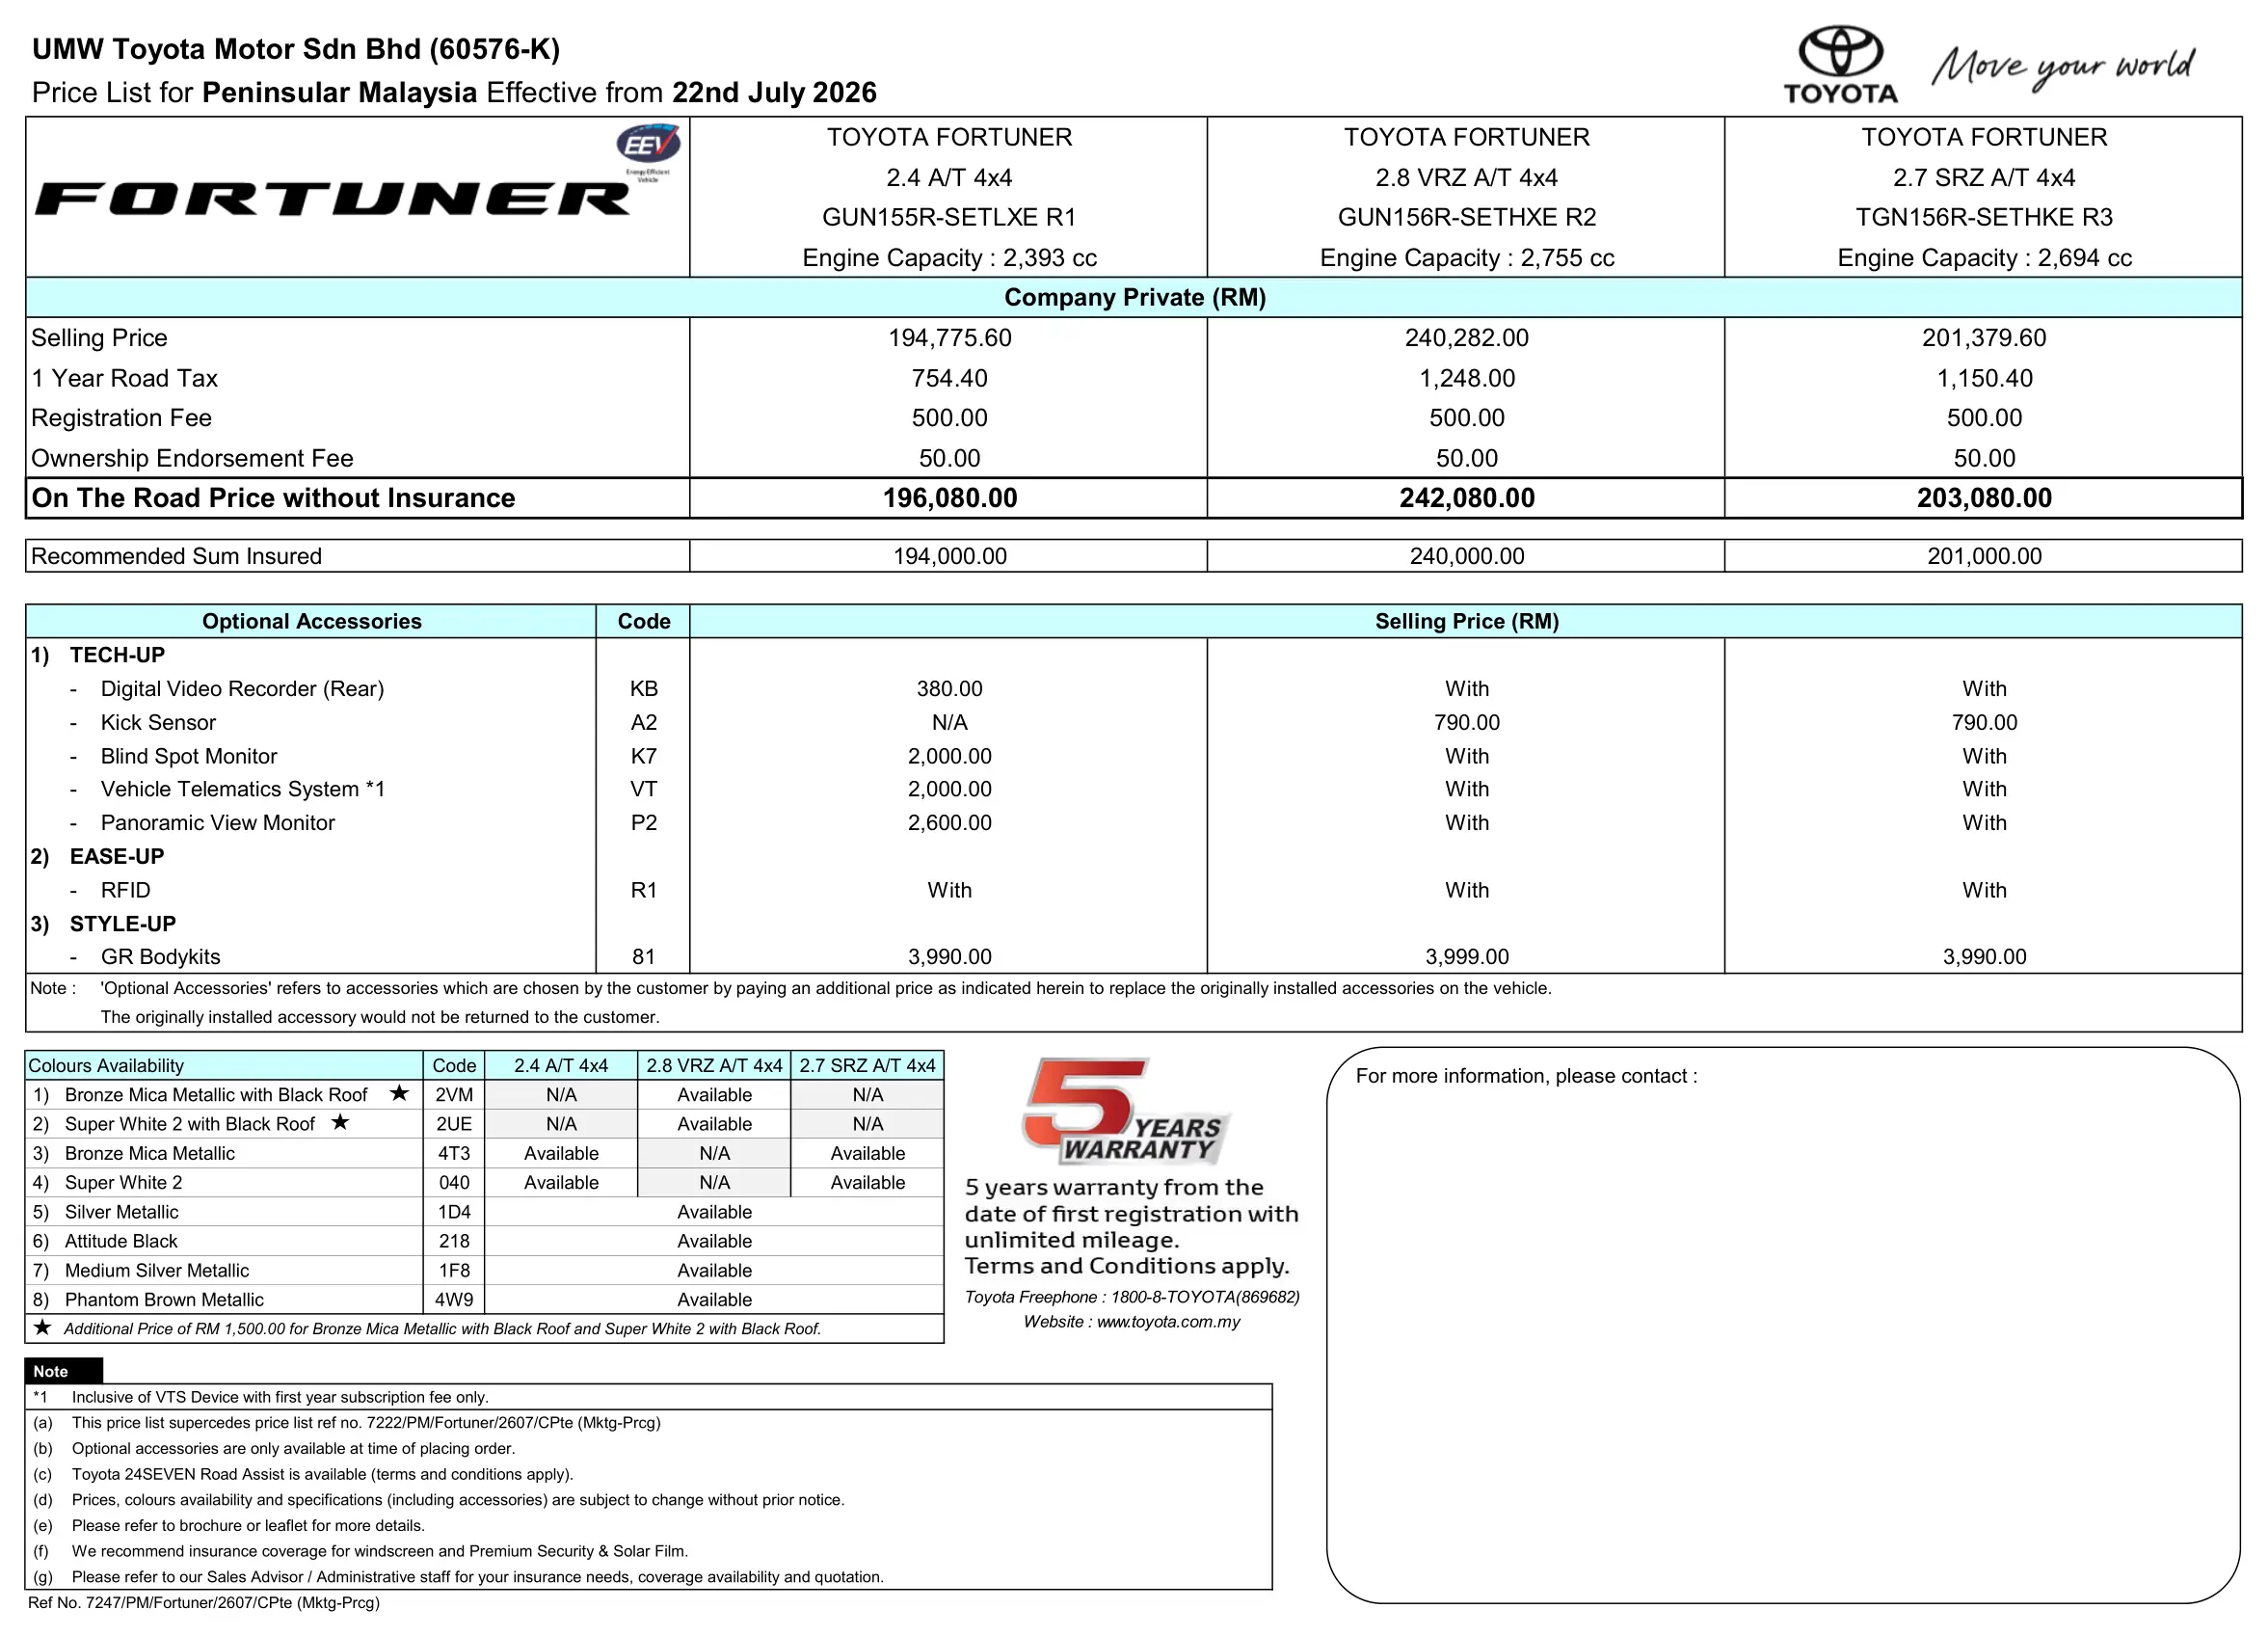 UMW Toyota Motor Sdn Bhd (60576-K)
Price List for Peninsular Malaysia Effective from 22nd July 2026
TOYOTA
Move your world
FORTUNER
EEV
Energy Efficient
Vehicle
TOYOTA FORTUNER
2.4 A/T 4x4
GUN155R-SETLXE R1
Engine Capacity : 2,393 cc
TOYOTA FORTUNER
2.8 VRZ A/T 4x4
GUN156R-SETHXE R2
Engine Capacity : 2,755 cc
TOYOTA FORTUNER
2.7 SRZ A/T 4x4
TGN156R-SETHKE R3
Engine Capacity : 2,694 cc
Company Private (RM)
Selling Price 194,775.60 240,282.00 201,379.60
1 Year Road Tax 754.40 1,248.00 1,150.40
Registration Fee 500.00 500.00 500.00
Ownership Endorsement Fee 50.00 50.00 50.00
On The Road Price without Insurance 196,080.00 242,080.00 203,080.00
Recommended Sum Insured 194,000.00 240,000.00 201,000.00
Optional Accessories Code Selling Price (RM)
1) TECH-UP
- Digital Video Recorder (Rear) KB 380.00 With With
- Kick Sensor A2 N/A 790.00 790.00
- Blind Spot Monitor K7 2,000.00 With With
- Vehicle Telematics System *1 VT 2,000.00 With With
- Panoramic View Monitor P2 2,600.00 With With
2) EASE-UP
- RFID R1 With With With
3) STYLE-UP
- GR Bodykits 81 3,990.00 3,999.00 3,990.00
Note : 'Optional Accessories' refers to accessories which are chosen by the customer by paying an additional price as indicated herein to replace the originally installed accessories on the vehicle.
The originally installed accessory would not be returned to the customer.
Colours Availability Code 2.4 A/T 4x4 2.8 VRZ A/T 4x4 2.7 SRZ A/T 4x4
1) Bronze Mica Metallic with Black Roof ★ 2VM N/A Available N/A
2) Super White 2 with Black Roof ★ 2UE N/A Available N/A
3) Bronze Mica Metallic 4T3 Available N/A Available
4) Super White 2 040 Available N/A Available
5) Silver Metallic 1D4 Available
6) Attitude Black 218 Available
7) Medium Silver Metallic 1F8 Available
8) Phantom Brown Metallic 4W9 Available
★ Additional Price of RM 1,500.00 for Bronze Mica Metallic with Black Roof and Super White 2 with Black Roof.
5 YEARS
WARRANTY
5 years warranty from the
date of first registration with
unlimited mileage.
Terms and Conditions apply.
Toyota Freephone : 1800-8-TOYOTA(869682)
Website : www.toyota.com.my
For more information, please contact :
Note
*1 Inclusive of VTS Device with first year subscription fee only.
(a) This price list supercedes price list ref no. 7222/PM/Fortuner/2607/CPte (Mktg-Prcg)
(b) Optional accessories are only available at time of placing order.
(c) Toyota 24SEVEN Road Assist is available (terms and conditions apply).
(d) Prices, colours availability and specifications (including accessories) are subject to change without prior notice.
(e) Please refer to brochure or leaflet for more details.
(f) We recommend insurance coverage for windscreen and Premium Security & Solar Film.
(g) Please refer to our Sales Advisor / Administrative staff for your insurance needs, coverage availability and quotation.
Ref No. 7247/PM/Fortuner/2607/CPte (Mktg-Prcg)